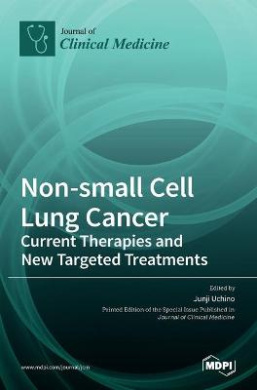 Journal of
Clinical Medicine
Non-small Cell
Lung Cancer
Current Therapies and
New Targeted Treatments
Edited by
Junji Uchino
Printed Edition of the Special Issue Published in
Journal of Clinical Medicine
www.mdpi.com/journal/jcm
MDPI